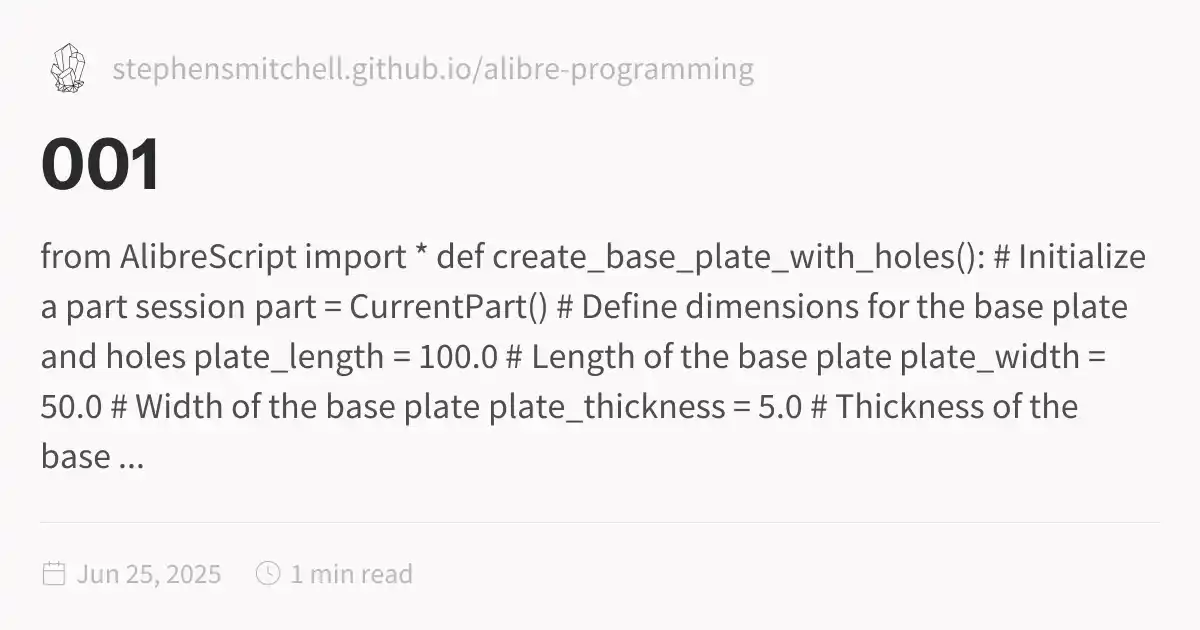 stephensmitchell.github.io/alibre-programming
001
from AlibreScript import * def create_base_plate_with_holes(): # Initialize
a part session part = CurrentPart() # Define dimensions for the base plate
and holes plate_length = 100.0 # Length of the base plate plate_width =
50.0 # Width of the base plate plate_thickness = 5.0 # Thickness of the
base ...
Jun 25, 2025 1 min read